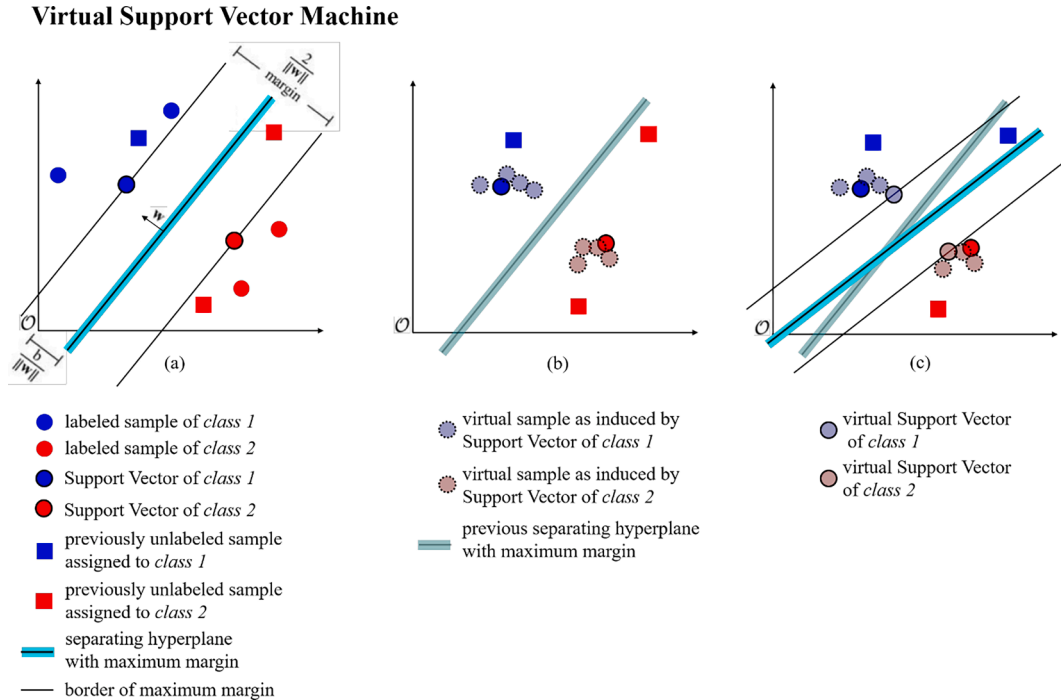 Virtual Support Vector Machine
2
||w||
margin
w
O
b
||w||
(a)
O
(b)
O
(c)
labeled sample of class 1
labeled sample of class 2
Support Vector of class 1
Support Vector of class 2
previously unlabeled sample
assigned to class 1
previously unlabeled sample
assigned to class 2
separating hyperplane
with maximum margin
border of maximum margin
virtual sample as induced by
Support Vector of class 1
virtual sample as induced by
Support Vector of class 2
previous separating hyperplane
with maximum margin
virtual Support Vector
of class 1
virtual Support Vector
of class 2